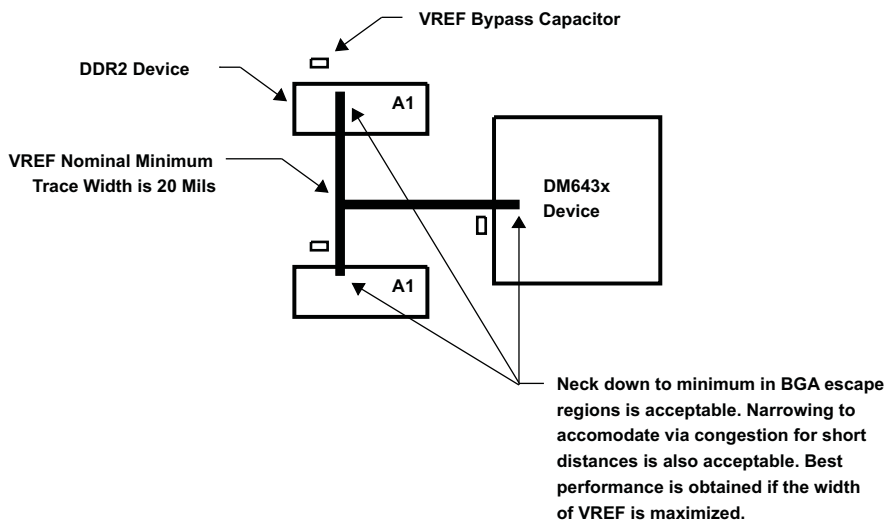 VREF Bypass Capacitor
DDR2 Device
A1
VREF Nominal Minimum
Trace Width is 20 Mils
DM643x
Device
A1
Neck down to minimum in BGA escape
regions is acceptable. Narrowing to
accomodate via congestion for short
distances is also acceptable. Best
performance is obtained if the width
of VREF is maximized.